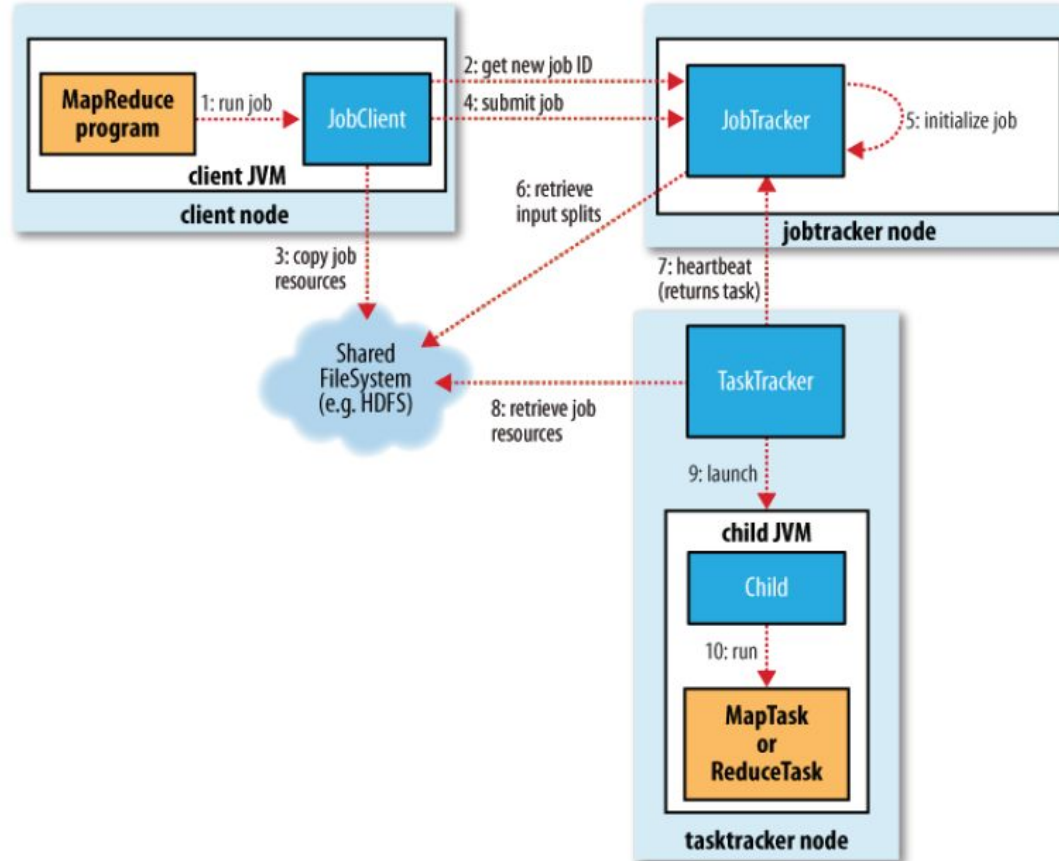 MapReduce
program
1: run job
JobClient
client JVM
client node
2: get new job ID
4: submit job
JobTracker
5: initialize job
jobtracker node
3: copy job
resources
6: retrieve
input splits
7: heartbeat
(returns task)
Shared
FileSystem
(e.g. HDFS)
8: retrieve job
resources
TaskTracker
9: launch
child JVM
Child
10: run
MapTask
or
ReduceTask
tasktracker node